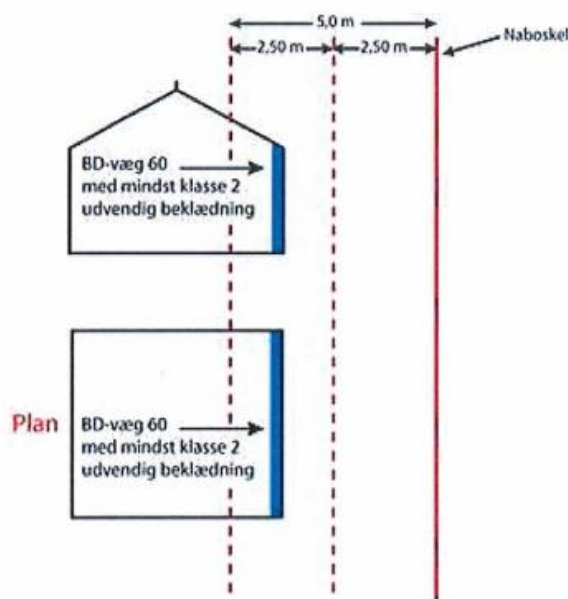 5,0 m
2,50 m
2,50 m
Naboskel
BD-væg 60
med mindst klasse 2
udvendig beklædning
Plan
BD-væg 60
med mindst klasse 2
udvendig beklædning